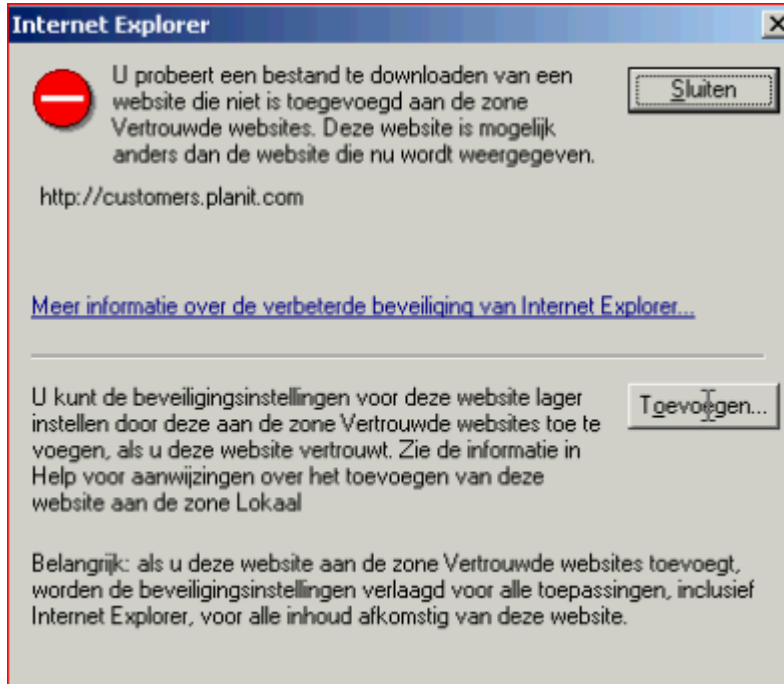 Internet Explorer
U probeert een bestand te downloaden van een
website die niet is toegevoegd aan de zone
Vertrouwde websites. Deze website is mogelijk
anders dan de website die nu wordt weergegeven.
Sluiten
http://customers.planit.com
Meer informatie over de verbeterde beveiliging van Internet Explorer...
U kunt de beveiligingsinstellingen voor deze website lager
instellen door deze aan de zone Vertrouwde websites toe te
voegen, als u deze website vertrouwt. Zie de informatie in
Help voor aanwijzingen over het toevoegen van deze
website aan de zone Lokaal
Toevoegen...
Belangrijk: als u deze website aan de zone Vertrouwde websites toevoegt,
worden de beveiligingsinstellingen verlaagd voor alle toepassingen, inclusief
Internet Explorer, voor alle inhoud afkomstig van deze website.